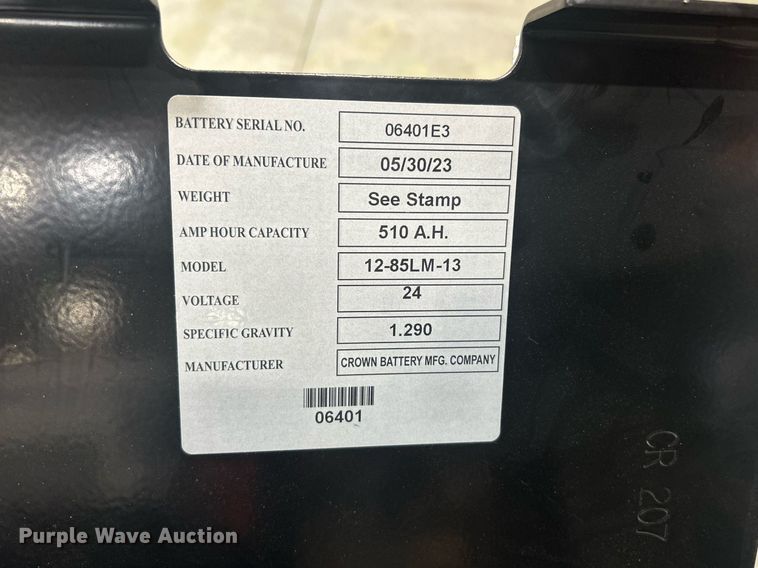 BATTERY SERIAL NO. 06401E3
DATE OF MANUFACTURE 05/30/23
WEIGHT See Stamp
AMP HOUR CAPACITY 510 A.H.
MODEL 12-85LM-13
VOLTAGE 24
SPECIFIC GRAVITY 1.290
MANUFACTURER CROWN BATTERY MFG. COMPANY
06401
CR 207
Purple Wave Auction